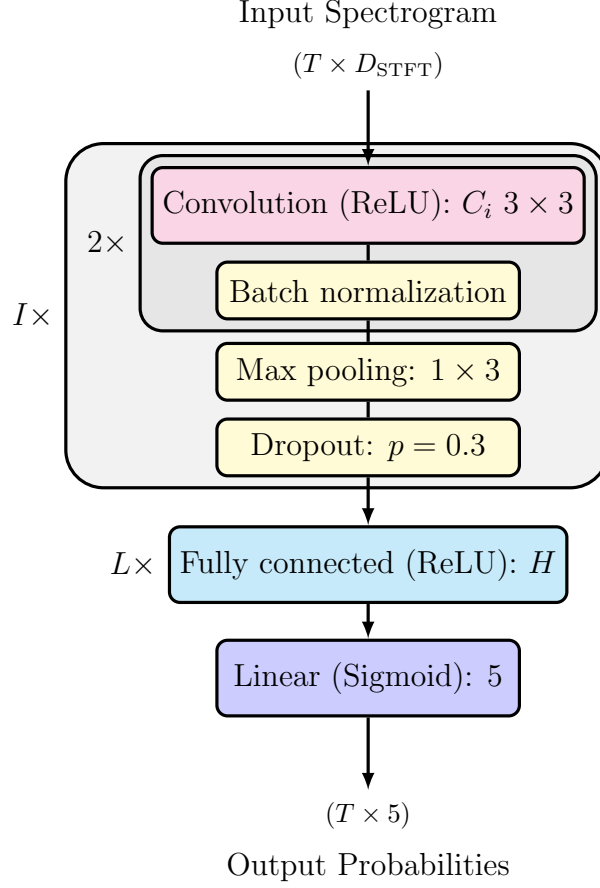 Input Spectrogram
(T × D_STFT)
Convolution (ReLU): C_i 3 × 3
2×
Batch normalization
I×
Max pooling: 1 × 3
Dropout: p = 0.3
L×
Fully connected (ReLU): H
Linear (Sigmoid): 5
(T × 5)
Output Probabilities